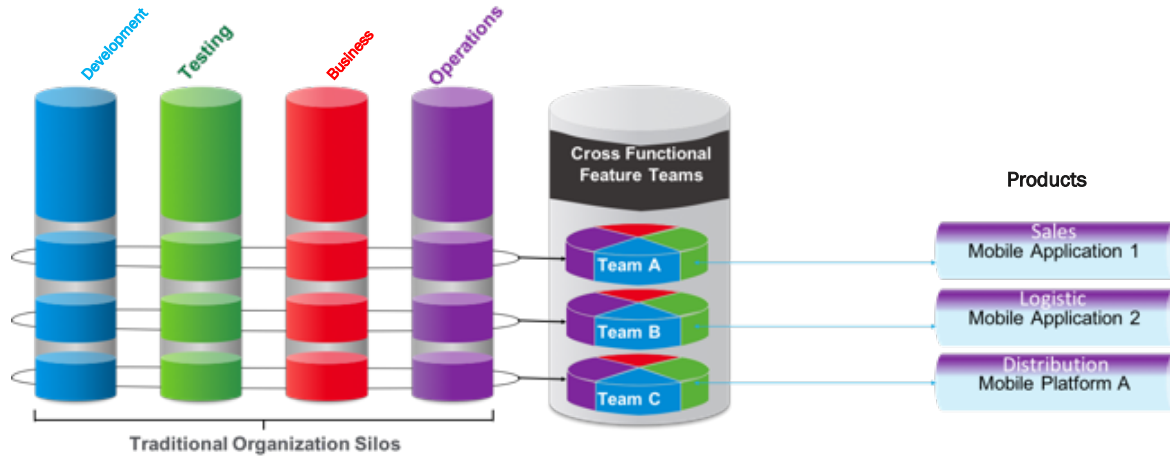 Development
Testing
Business
Operations
Cross Functional
Feature Teams
Products
Team A
Sales
Mobile Application 1
Team B
Logistic
Mobile Application 2
Team C
Distribution
Mobile Platform A
Traditional Organization Silos